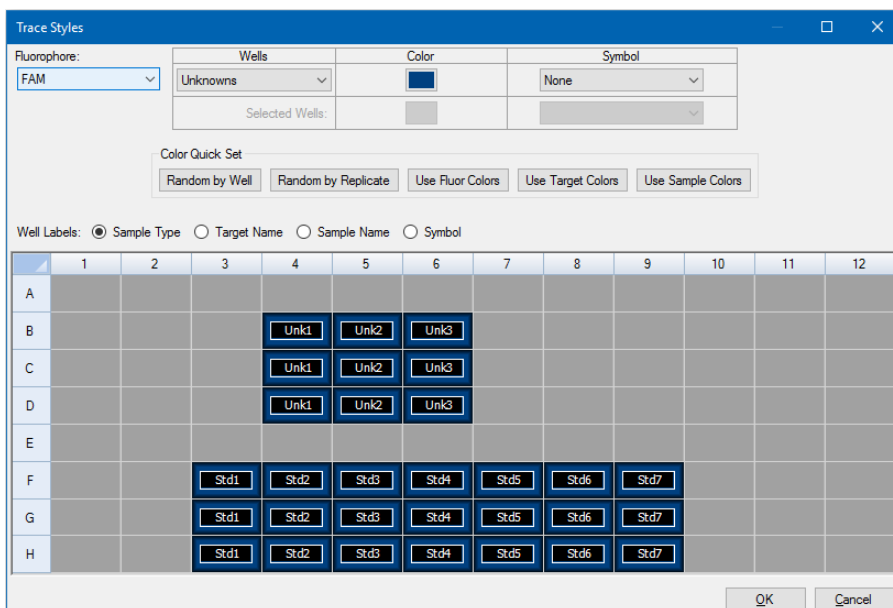 Trace Styles
Fluorophore:
FAM
Wells Color Symbol
Unknowns None
Selected Wells:
Color Quick Set
Random by Well Random by Replicate Use Fluor Colors Use Target Colors Use Sample Colors
Well Labels: Sample Type Target Name Sample Name Symbol
1 2 3 4 5 6 7 8 9 10 11 12
A
B Unk1 Unk2 Unk3
C Unk1 Unk2 Unk3
D Unk1 Unk2 Unk3
E
F Std1 Std2 Std3 Std4 Std5 Std6 Std7
G Std1 Std2 Std3 Std4 Std5 Std6 Std7
H Std1 Std2 Std3 Std4 Std5 Std6 Std7
OK Cancel